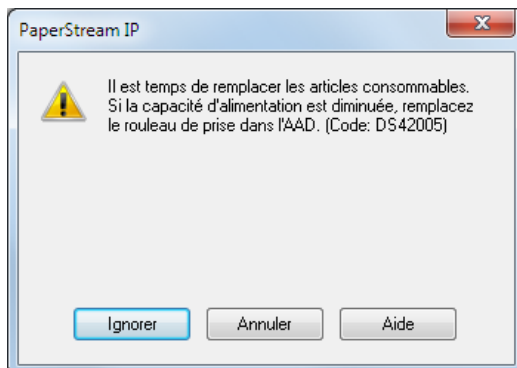 PaperStream IP
Il est temps de remplacer les articles consommables.
Si la capacité d'alimentation est diminuée, remplacez
le rouleau de prise dans l'AAD. (Code: DS42005)
Ignorer
Annuler
Aide